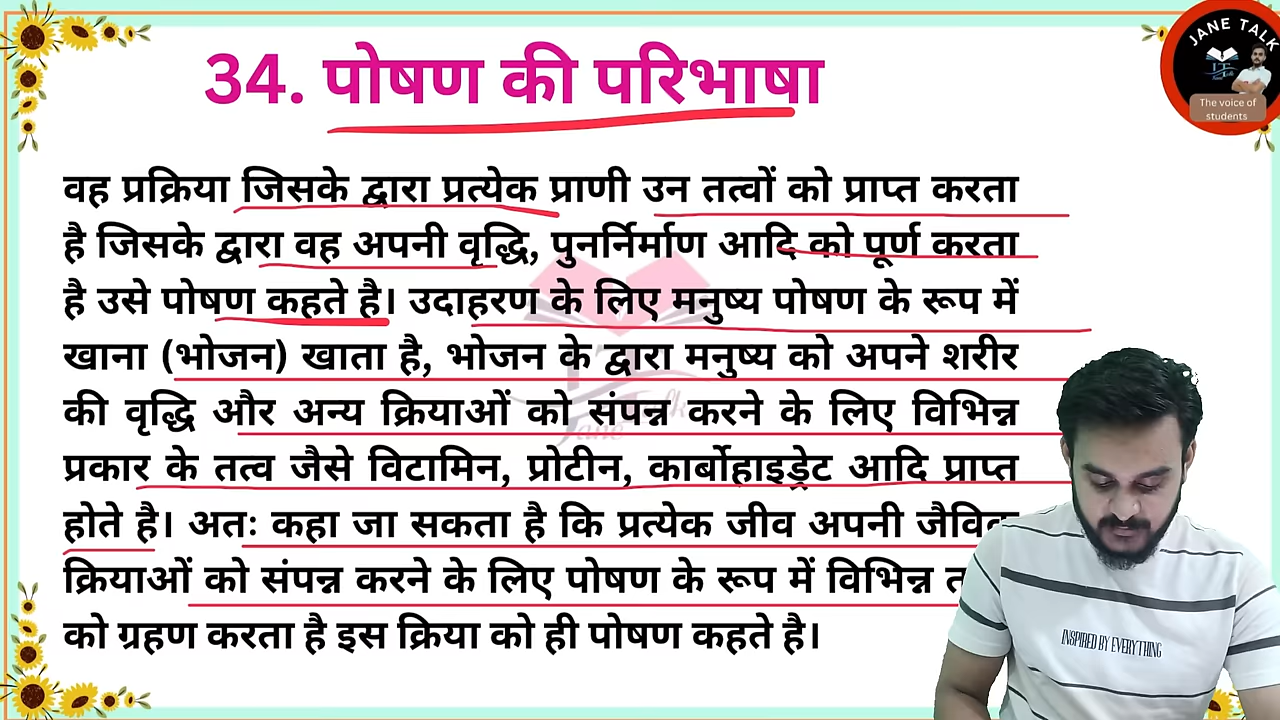 34. पोषण की परिभाषा
वह प्रक्रिया जिसके द्वारा प्रत्येक प्राणी उन तत्वों को प्राप्त करता
है जिसके द्वारा वह अपनी वृद्धि, पुनर्निर्माण आदि को पूर्ण करता
है उसे पोषण कहते है। उदाहरण के लिए मनुष्य पोषण के रूप में
खाना (भोजन) खाता है, भोजन के द्वारा मनुष्य को अपने शरीर
की वृद्धि और अन्य क्रियाओं को संपन्न करने के लिए विभिन्न
प्रकार के तत्व जैसे विटामिन, प्रोटीन, कार्बोहाइड्रेट आदि प्राप्त
होते है। अतः कहा जा सकता है कि प्रत्येक जीव अपनी
क्रियाओं को संपन्न करने के लिए पोषण के रूप में विभिन्न
को ग्रहण करता है इस क्रिया को ही पोषण कहते है।
JANE TALK
The voice of
students
INSPIRED BY EVERYTHING